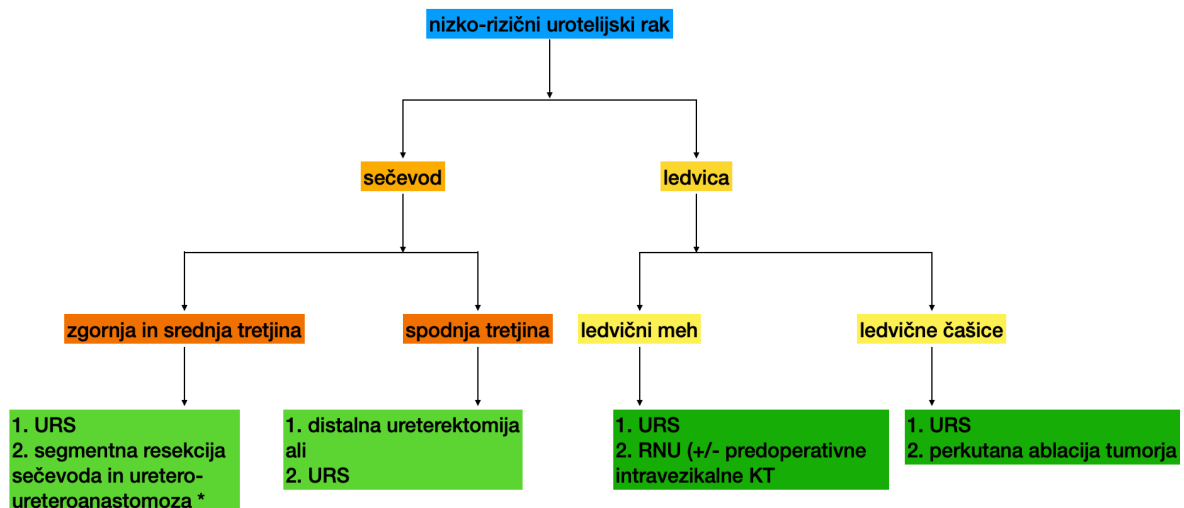 nizko-rizični urotelijski rak
sečevod
ledvica
zgornja in srednja tretjina
spodnja tretjina
ledvični meh
ledvične čašice
1. URS
2. segmentna resekcija
sečevoda in uretero-
ureteroanastomoza *
1. distalna ureterektomija
ali
2. URS
1. URS
2. RNU (+/- predoperativne
intravezikalne KT
1. URS
2. perkutana ablacija tumorja